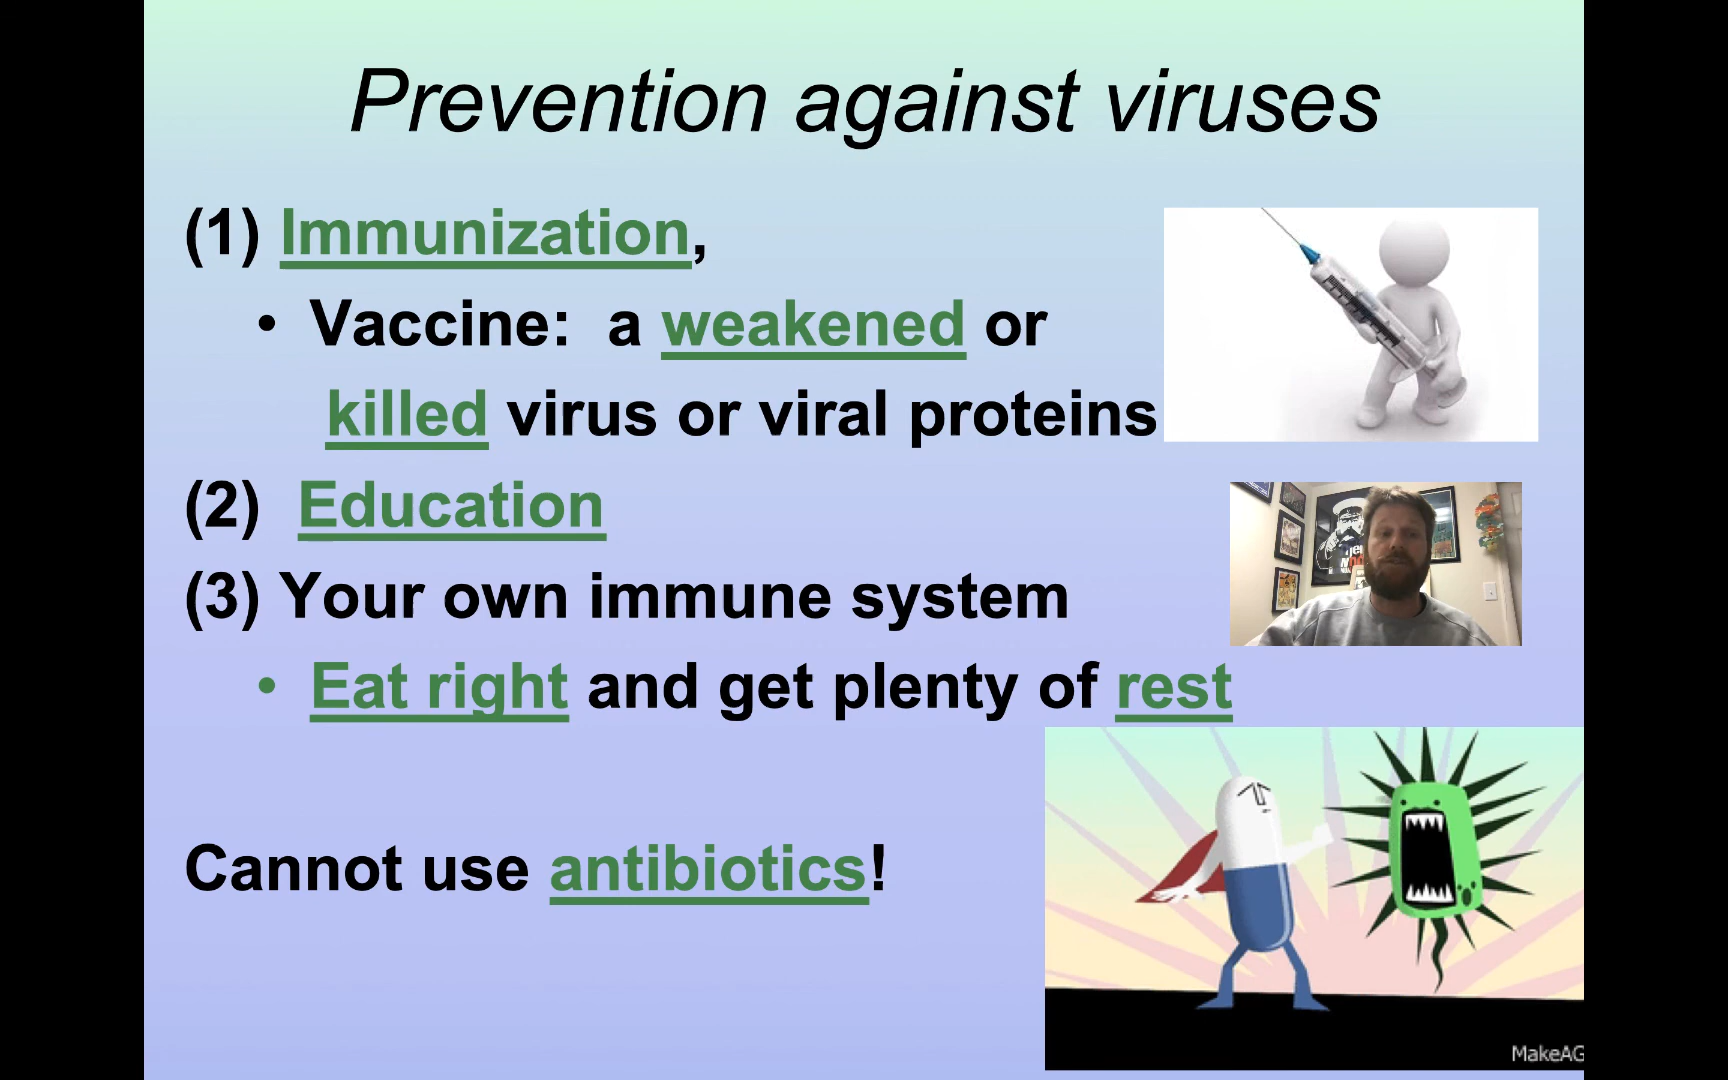 Prevention against viruses
(1) Immunization,
• Vaccine: a weakened or
killed virus or viral proteins
(2) Education
(3) Your own immune system
• Eat right and get plenty of rest
Cannot use antibiotics!
MakeAG